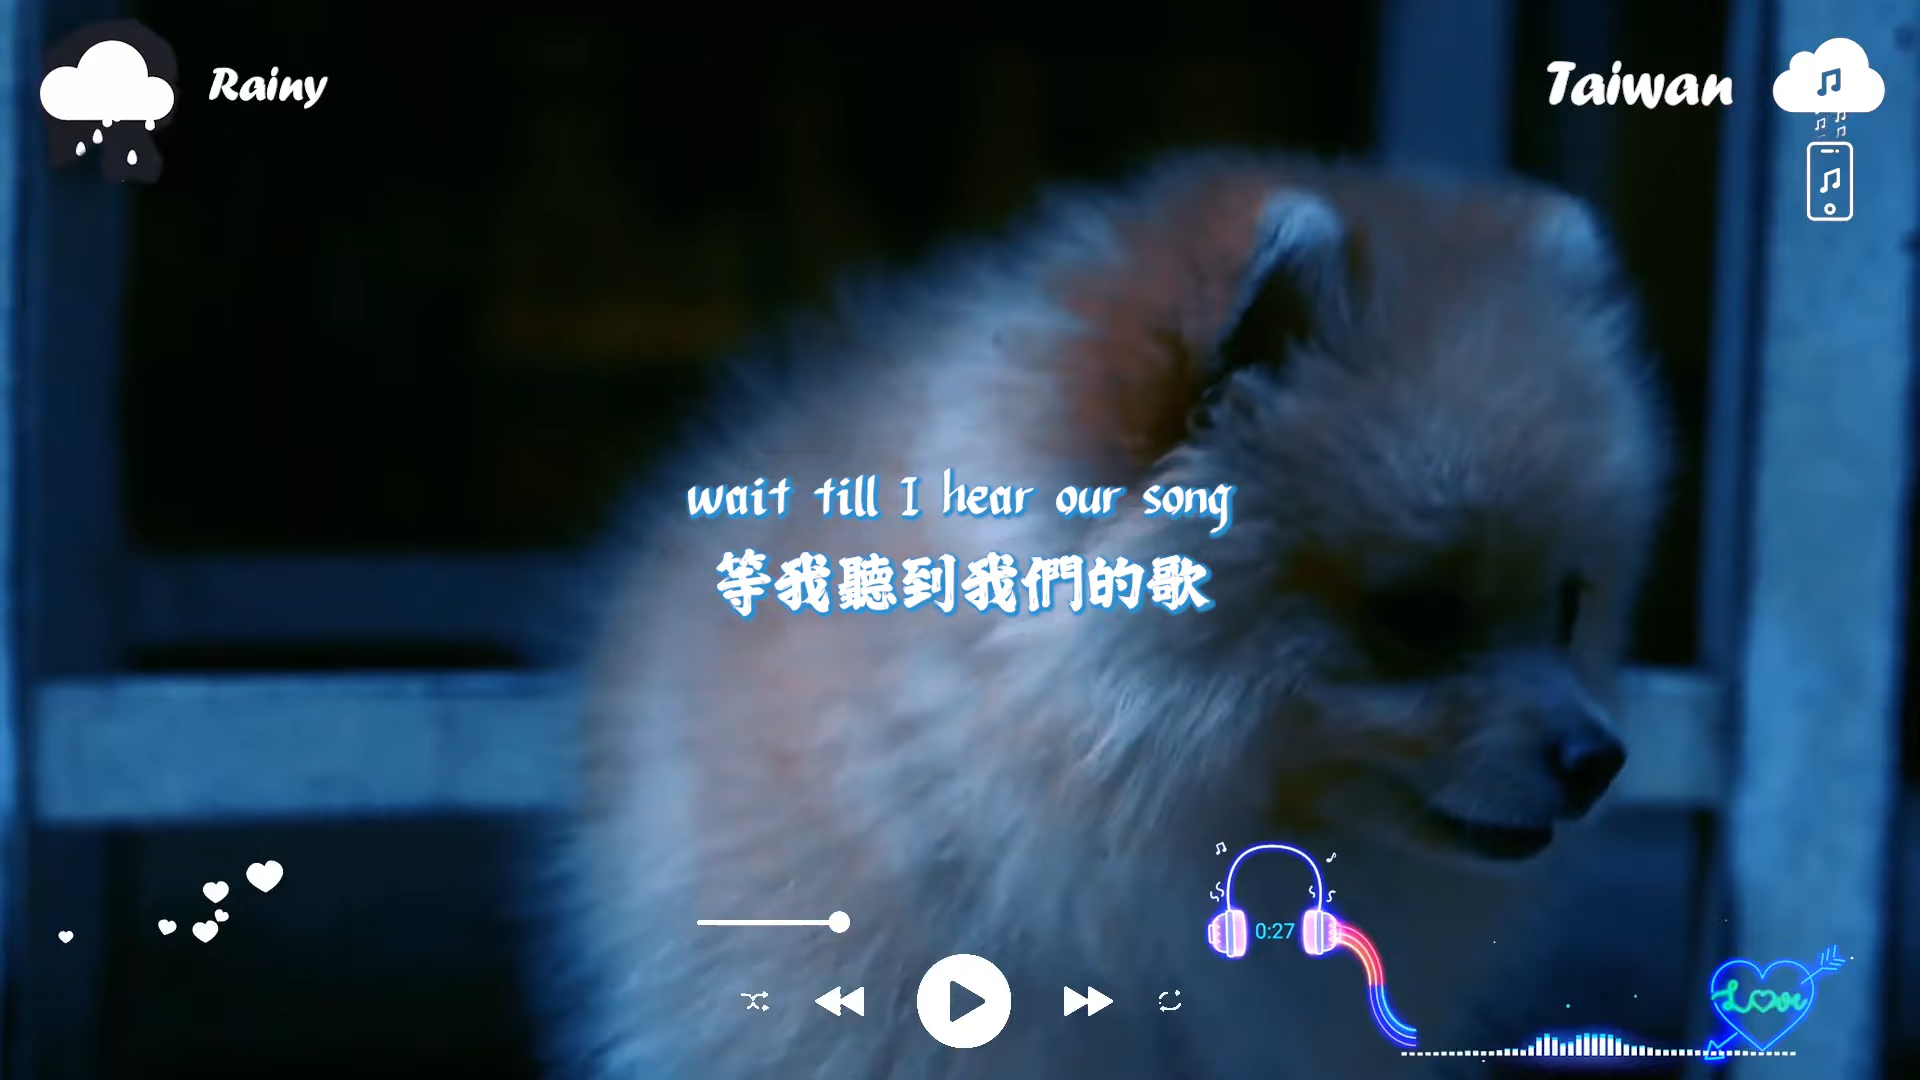 Rainy
Taiwan
wait till I hear our song
等我聽到我們的歌
0:27
Love